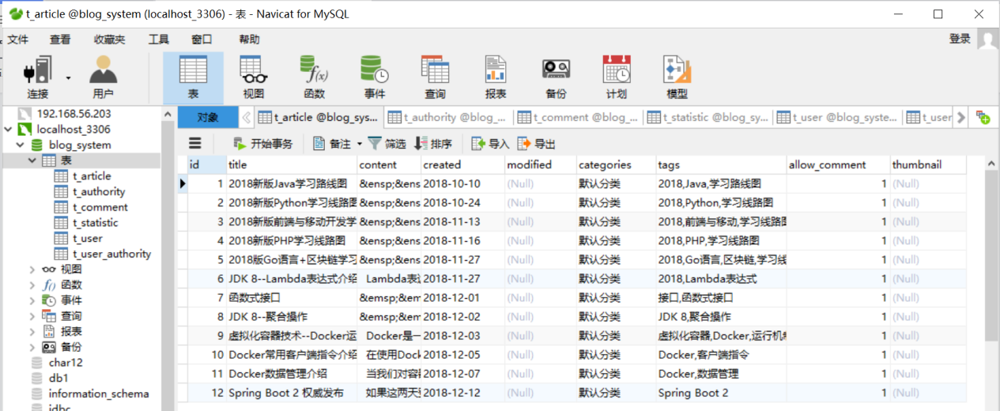 t_article @blog_system (localhost_3306) - 表 - Navicat for MySQL
文件 查看 收藏夹 工具 窗口 帮助 登录
连接 用户 表 视图 函数 事件 查询 报表 备份 计划 模型
192.168.56.203
localhost_3306
blog_system
表
t_article
t_authority
t_comment
t_statistic
t_user
t_user_authority
视图
函数
事件
查询
报表
备份
char12
db1
information_schema
jdbc
对象 t_article @blog_sys... t_authority @blog_... t_comment @blog_... t_statistic @blog_sy... t_user @blog_syste... t_user
开始事务 备注 筛选 排序 导入 导出
id title content created modified categories tags allow_comment thumbnail
1 2018新版Java学习路线图 &ensp;&ens 2018-10-10 (Null) 默认分类 2018,Java,学习路线图 1 (Null)
2 2018新版Python学习线路图 &ensp;&ens 2018-10-24 (Null) 默认分类 2018,Python,学习线路图 1 (Null)
3 2018新版前端与移动开发学 &ensp;&ens 2018-11-13 (Null) 默认分类 2018,前端与移动,学习线路图 1 (Null)
4 2018新版PHP学习线路图 &ensp;&ens 2018-11-16 (Null) 默认分类 2018,PHP,学习线路图 1 (Null)
5 2018版Go语言+区块链学习 &ensp;&ens 2018-11-27 (Null) 默认分类 2018,Go语言,区块链,学习线 1 (Null)
6 JDK 8--Lambda表达式介绍 Lambda表达 2018-11-27 (Null) 默认分类 2018,Lambda表达式 1 (Null)
7 函数式接口 &emsp;&em 2018-12-01 (Null) 默认分类 接口,函数式接口 1 (Null)
8 JDK 8--聚合操作 &emsp;&em 2018-12-02 (Null) 默认分类 JDK 8,聚合操作 1 (Null)
9 虚拟化容器技术--Docker运 Docker是一 2018-12-03 (Null) 默认分类 虚拟化容器,Docker,运行机制 1 (Null)
10 Docker常用客户端指令介绍 在使用Dock 2018-12-05 (Null) 默认分类 Docker,客户端指令 1 (Null)
11 Docker数据管理介绍 当我们对容器 2018-12-07 (Null) 默认分类 Docker,数据管理 1 (Null)
12 Spring Boot 2 权威发布 如果这两天 2018-12-12 (Null) 默认分类 Spring Boot 2 1 (Null)